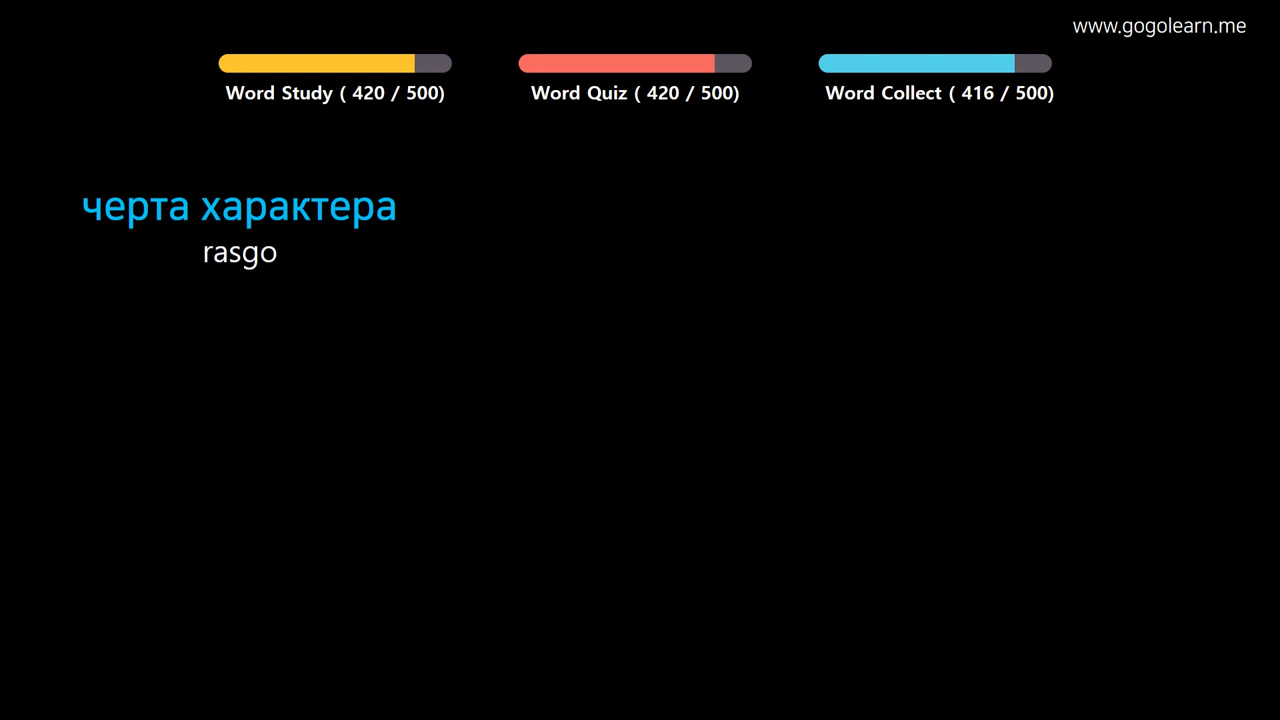 www.gogolearn.me
Word Study ( 420 / 500)
Word Quiz ( 420 / 500)
Word Collect ( 416 / 500)
черта характера
rasgo